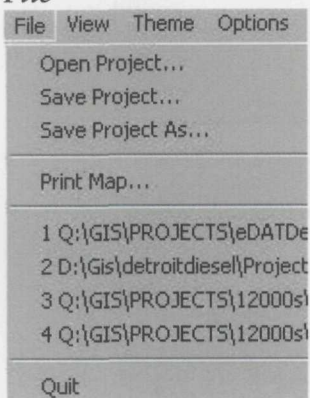 File View Theme Options
Open Project...
Save Project...
Save Project As...
Print Map...
1 Q:\GIS\PROJECTS\eDATDe
2 D:\Gis\detroitdiesel\Project
3 Q:\GIS\PROJECTS\12000s\
4 Q:\GIS\PROJECTS\12000s\
Quit